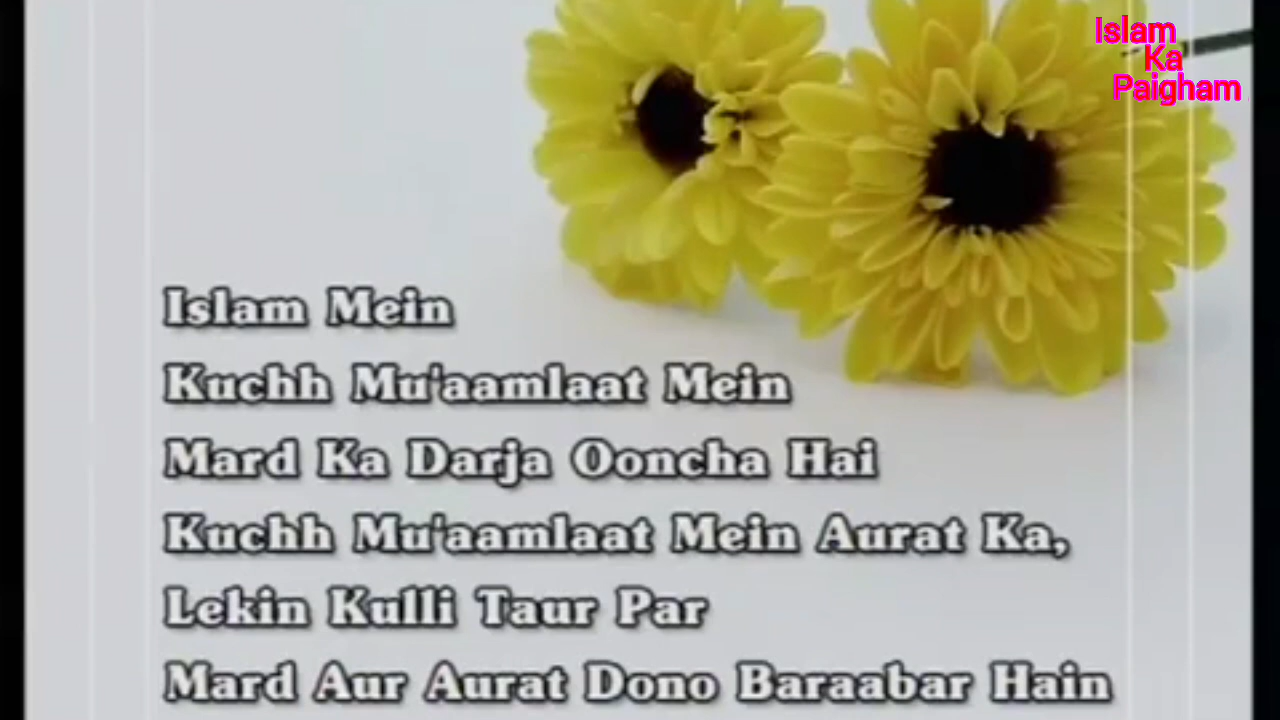 Islam
Ka
Paigham
Islam Mein
Kuchh Mu'aamlaat Mein
Mard Ka Darja Ooncha Hai
Kuchh Mu'aamlaat Mein Aurat Ka,
Lekin Kulli Taur Par
Mard Aur Aurat Dono Baraabar Hain